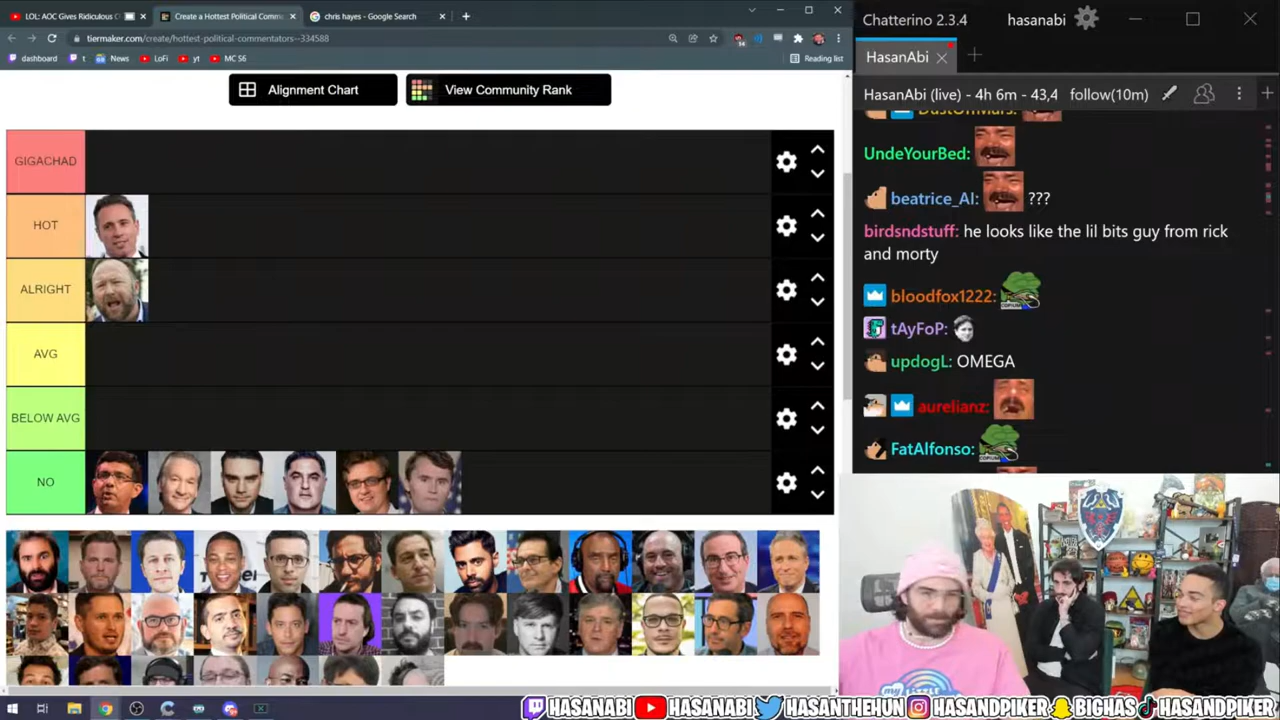 LOL: AOC Gives Ridiculous C
Create a Hottest Political Comm
chris hayes - Google Search
tiermaker.com/create/hottest-political-commentators--334588
dashboard
t
News
LoFi
yt
MC S6
Reading list
Alignment Chart
View Community Rank
GIGACHAD
HOT
ALRIGHT
AVG
BELOW AVG
NO
Chatterino 2.3.4
hasanabi
HasanAbi
HasanAbi (live) - 4h 6m - 43,4
follow(10m)
DustOfMars:
UndeYourBed:
beatrice_Al: ???
birdsndstuff: he looks like the lil bits guy from rick
and morty
bloodfox1222:
tAyFoP:
updogL: OMEGA
aurelianz:
FatAlfonso:
HASANABI HASANABI HASANTHEHUN HASANDPIKER BIGHAS HASANDPIKER